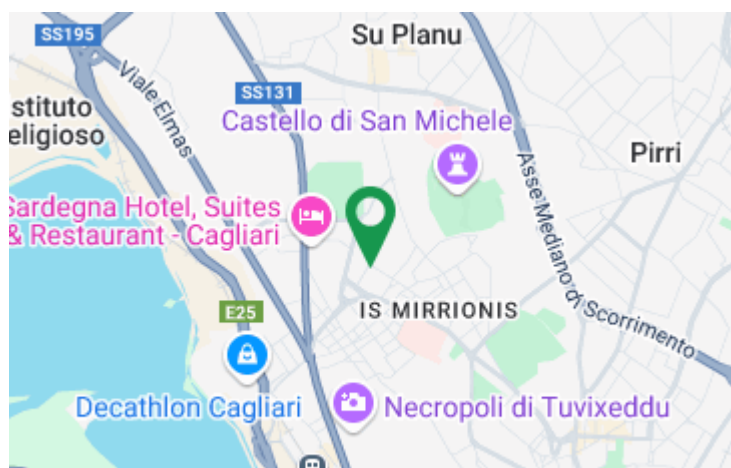 SS195
Su Planu
Viale Elmas
SS131
stituto
eligioso
Castello di San Michele
Pirri
Asse Mediano di Scorrimento
Sardegna Hotel, Suites
& Restaurant - Cagliari
E25
IS MIRRIONIS
Decathlon Cagliari
Necropoli di Tuvixeddu